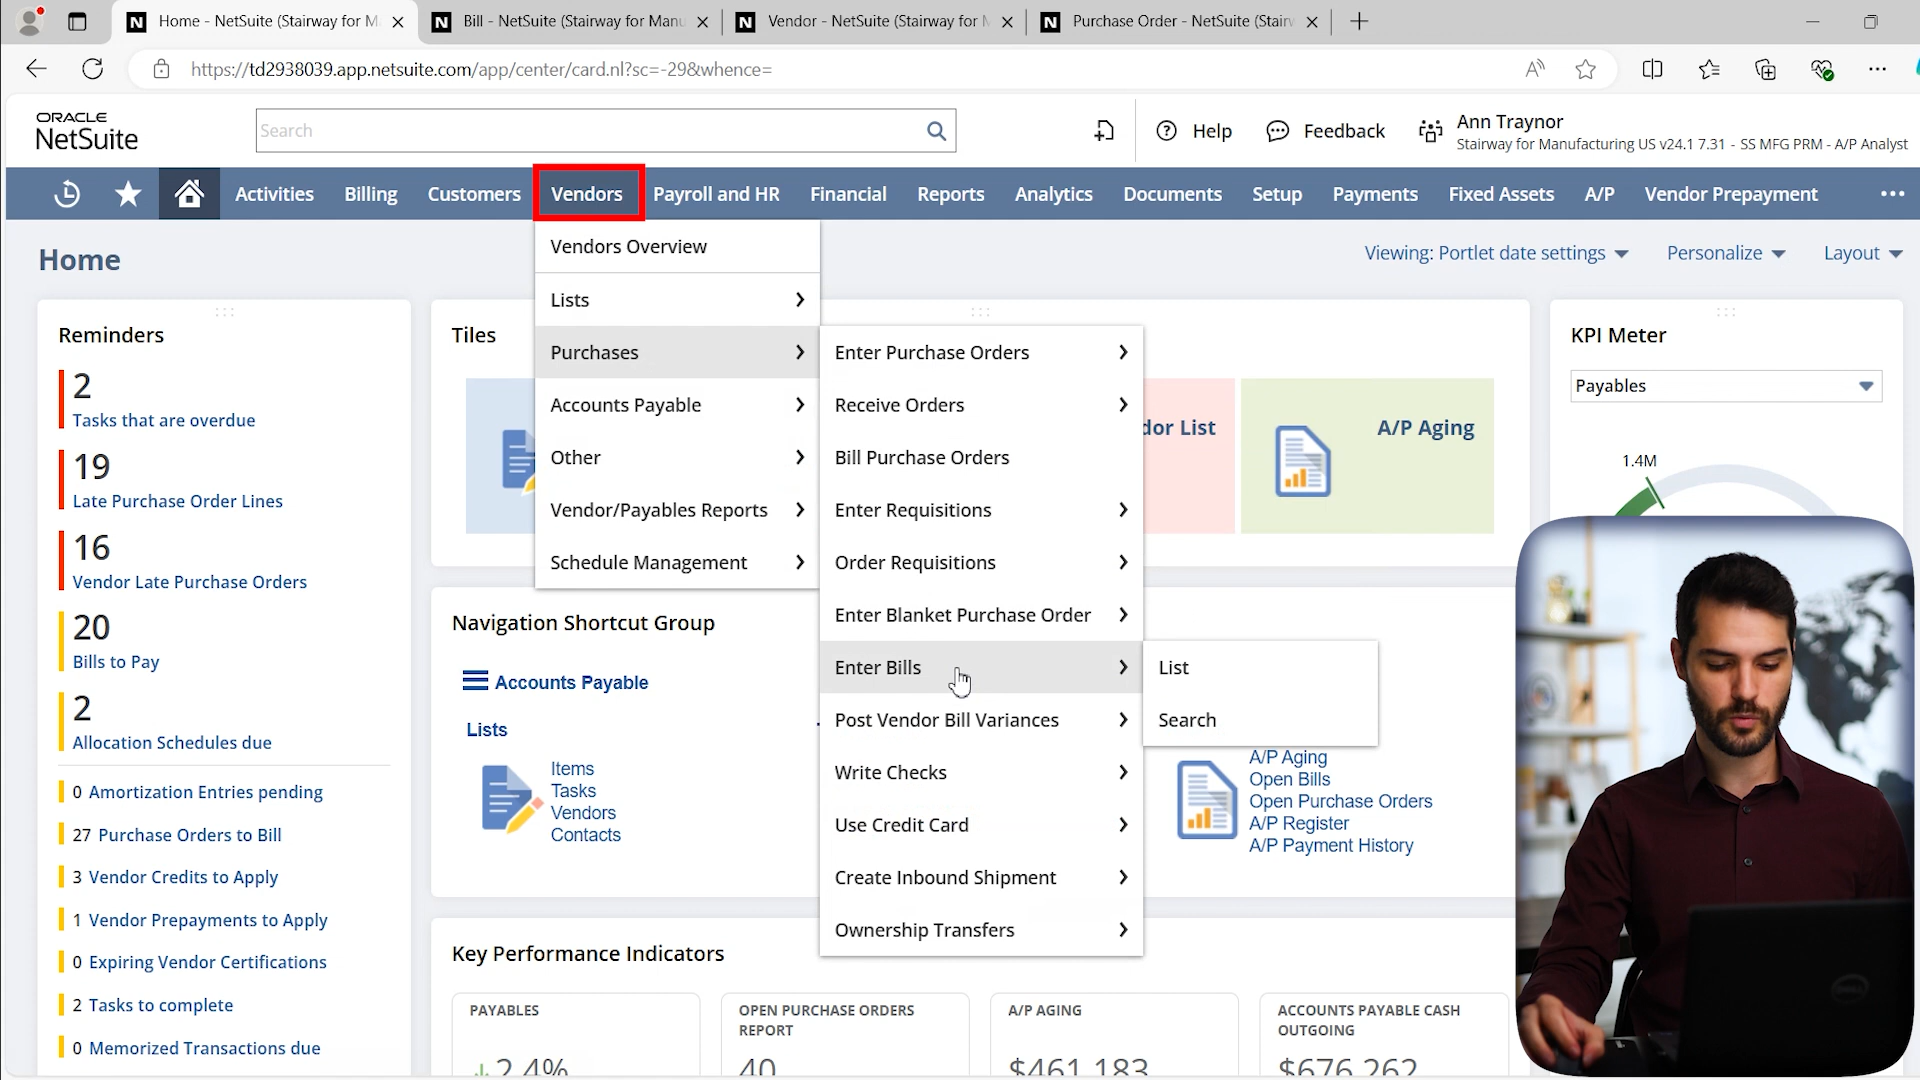 Home - NetSuite (Stairway for M
Bill - NetSuite (Stairway for Manu
Vendor - NetSuite (Stairway for M
Purchase Order - NetSuite (Stairw
https://td2938039.app.netsuite.com/app/center/card.nl?sc=-29&whence=
ORACLE
NetSuite
Search
Help
Feedback
Ann Traynor
Stairway for Manufacturing US v24.1 7.31 - SS MFG PRM - A/P Analyst
Activities
Billing
Customers
Vendors
Payroll and HR
Financial
Reports
Analytics
Documents
Setup
Payments
Fixed Assets
A/P
Vendor Prepayment
Home
Viewing: Portlet date settings
Personalize
Layout
Vendors Overview
Lists
Purchases
Accounts Payable
Other
Vendor/Payables Reports
Schedule Management
Enter Purchase Orders
Receive Orders
Bill Purchase Orders
Enter Requisitions
Order Requisitions
Enter Blanket Purchase Order
Enter Bills
Post Vendor Bill Variances
Write Checks
Use Credit Card
Create Inbound Shipment
Ownership Transfers
List
Search
Reminders
2
Tasks that are overdue
19
Late Purchase Order Lines
16
Vendor Late Purchase Orders
20
Bills to Pay
2
Allocation Schedules due
0 Amortization Entries pending
27 Purchase Orders to Bill
3 Vendor Credits to Apply
1 Vendor Prepayments to Apply
0 Expiring Vendor Certifications
2 Tasks to complete
0 Memorized Transactions due
Tiles
dor List
A/P Aging
KPI Meter
Payables
1.4M
Navigation Shortcut Group
Accounts Payable
Lists
Items
Tasks
Vendors
Contacts
A/P Aging
Open Bills
Open Purchase Orders
A/P Register
A/P Payment History
Key Performance Indicators
PAYABLES
2.4%
OPEN PURCHASE ORDERS
REPORT
40
A/P AGING
$461,183
ACCOUNTS PAYABLE CASH
OUTGOING
$676,262
DELL